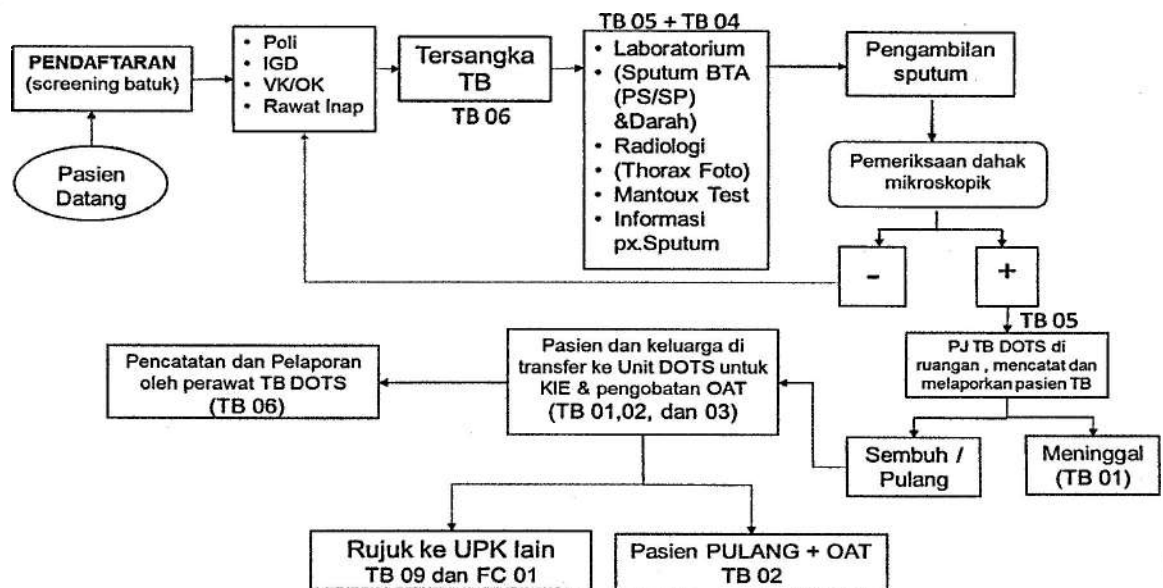 PENDAFTARAN
(screening batuk)
Pasien
Datang
• Poli
• IGD
• VK/OK
• Rawat Inap
Tersangka
TB
TB 06
TB 05 + TB 04
• Laboratorium
• (Sputum BTA
(PS/SP)
&Darah)
• Radiologi
• (Thorax Foto)
• Mantoux Test
• Informasi
px.Sputum
Pengambilan
sputum
Pemeriksaan dahak
mikroskopik
-
+
TB 05
PJ TB DOTS di
ruangan , mencatat dan
melaporkan pasien TB
Sembuh /
Pulang
Meninggal
(TB 01)
Pasien dan keluarga di
transfer ke Unit DOTS untuk
KIE & pengobatan OAT
(TB 01,02, dan 03)
Pencatatan dan Pelaporan
oleh perawat TB DOTS
(TB 06)
Rujuk ke UPK lain
TB 09 dan FC 01
Pasien PULANG + OAT
TB 02